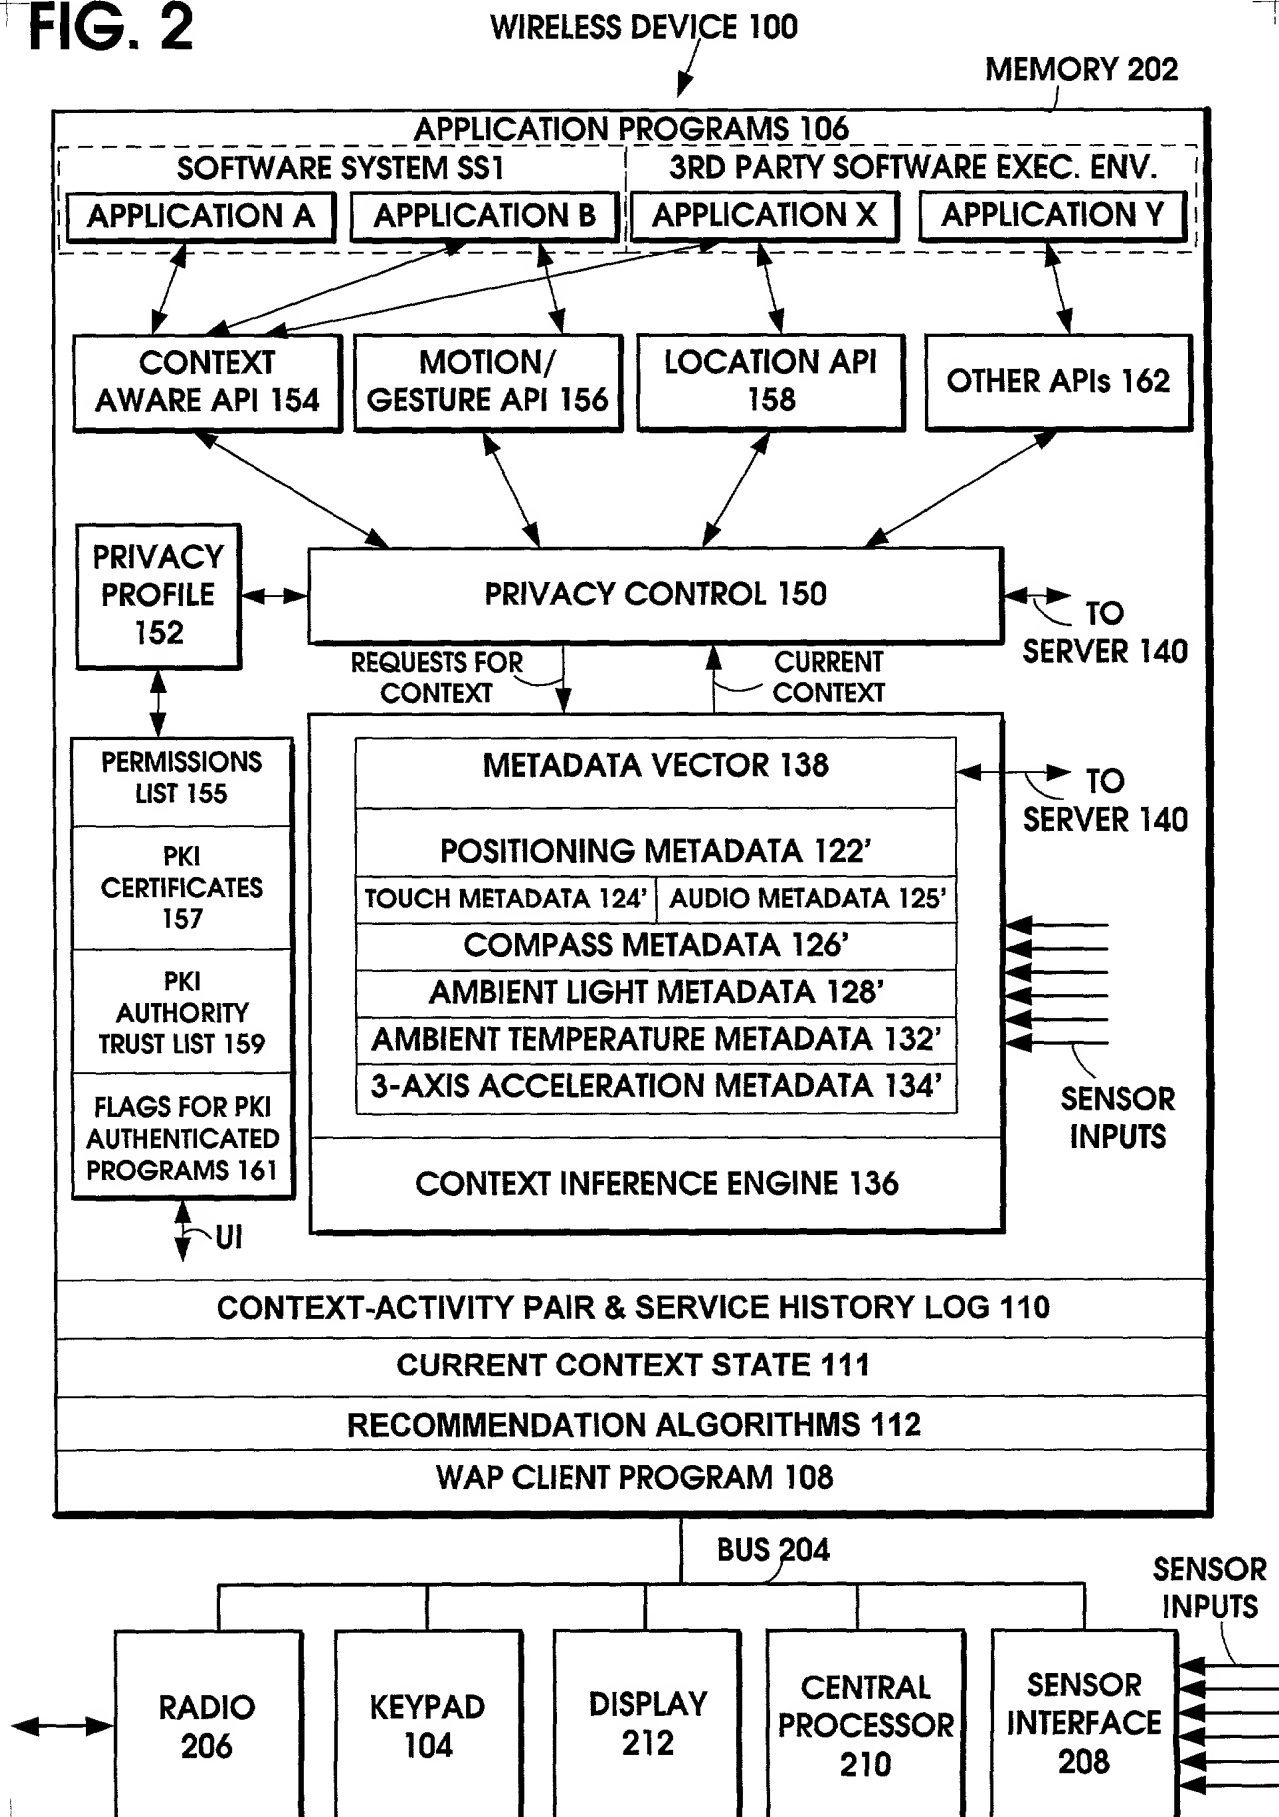 FIG. 2
WIRELESS DEVICE 100
MEMORY 202
APPLICATION PROGRAMS 106
SOFTWARE SYSTEM SS1
3RD PARTY SOFTWARE EXEC. ENV.
APPLICATION A
APPLICATION B
APPLICATION X
APPLICATION Y
CONTEXT
AWARE API 154
MOTION/
GESTURE API 156
LOCATION API
158
OTHER APIs 162
PRIVACY
PROFILE
152
PRIVACY CONTROL 150
TO
SERVER 140
REQUESTS FOR
CONTEXT
CURRENT
CONTEXT
PERMISSIONS
LIST 155
PKI
CERTIFICATES
157
PKI
AUTHORITY
TRUST LIST 159
FLAGS FOR PKI
AUTHENTICATED
PROGRAMS 161
UI
METADATA VECTOR 138
TO
SERVER 140
POSITIONING METADATA 122'
TOUCH METADATA 124'
AUDIO METADATA 125'
COMPASS METADATA 126'
AMBIENT LIGHT METADATA 128'
AMBIENT TEMPERATURE METADATA 132'
3-AXIS ACCELERATION METADATA 134'
SENSOR
INPUTS
CONTEXT INFERENCE ENGINE 136
CONTEXT-ACTIVITY PAIR & SERVICE HISTORY LOG 110
CURRENT CONTEXT STATE 111
RECOMMENDATION ALGORITHMS 112
WAP CLIENT PROGRAM 108
BUS 204
SENSOR
INPUTS
RADIO
206
KEYPAD
104
DISPLAY
212
CENTRAL
PROCESSOR
210
SENSOR
INTERFACE
208